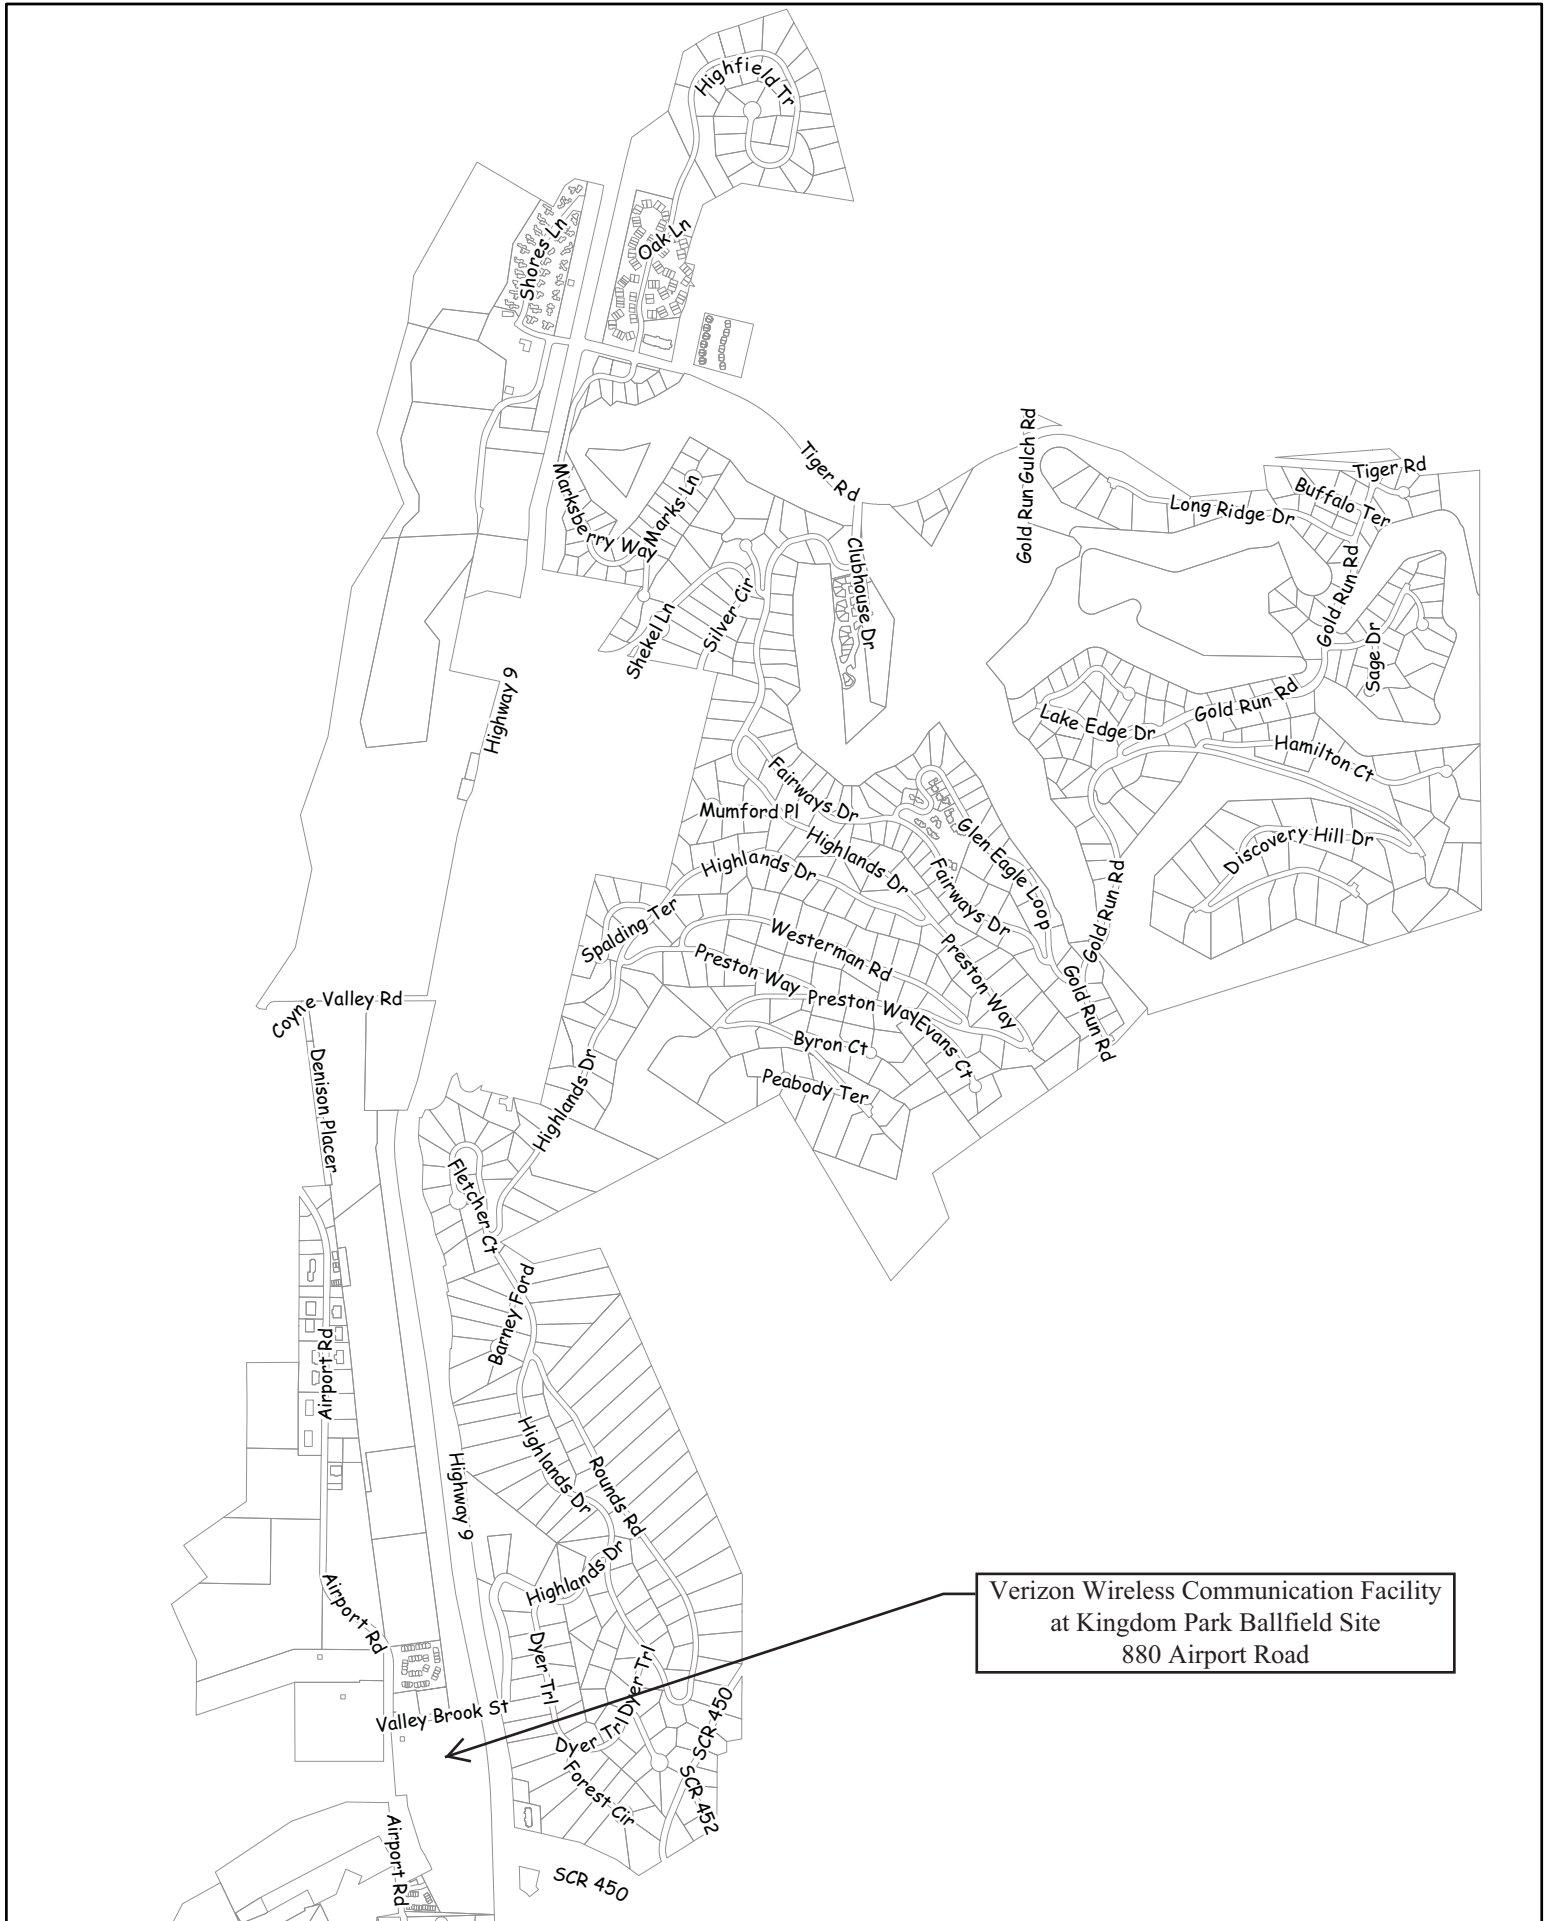 Highfield Tr
Oak Ln
Shores Ln
Tiger Rd
Gold Run Gulch Rd
Tiger Rd
Buffalo Ter
Long Ridge Dr
Marks Ln
Marksberry Way
Clubhouse Dr
Gold Run Rd
Silver Cir
Shekel Ln
Sage Dr
Highway 9
Gold Run Rd
Lake Edge Dr
Hamilton Ct
Fairways Dr
Mumford Pl
Highlands Dr
Glen Eagle Loop
Discovery Hill Dr
Highlands Dr
Fairways Dr
Gold Run Rd
Spalding Ter
Westerman Rd
Preston Way
Preston Way
Preston Way
Gold Run Rd
Coyne Valley Rd
Evans Ct
Byron Ct
Peabody Ter
Denison Placer
Highlands Dr
Fletcher Ct
Barney Ford
Airport Rd
Highlands Dr
Rounds Rd
Highway 9
Highlands Dr
Airport Rd
Verizon Wireless Communication Facility
at Kingdom Park Ballfield Site
880 Airport Road
Dyer Trl
Dyer Trl
Valley Brook St
Dyer Trl
SCR 450
Forest Cir
SCR 452
Airport Rd
SCR 450